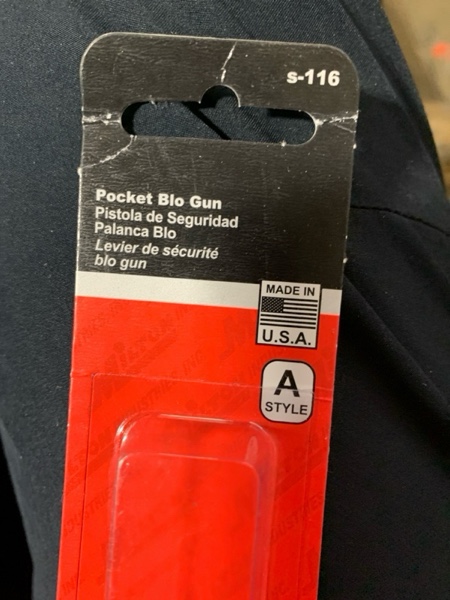 s-116
Pocket Blo Gun
Pistola de Seguridad
Palanca Blo
Levier de sécurité
blo gun
MADE IN
U.S.A.
A
STYLE